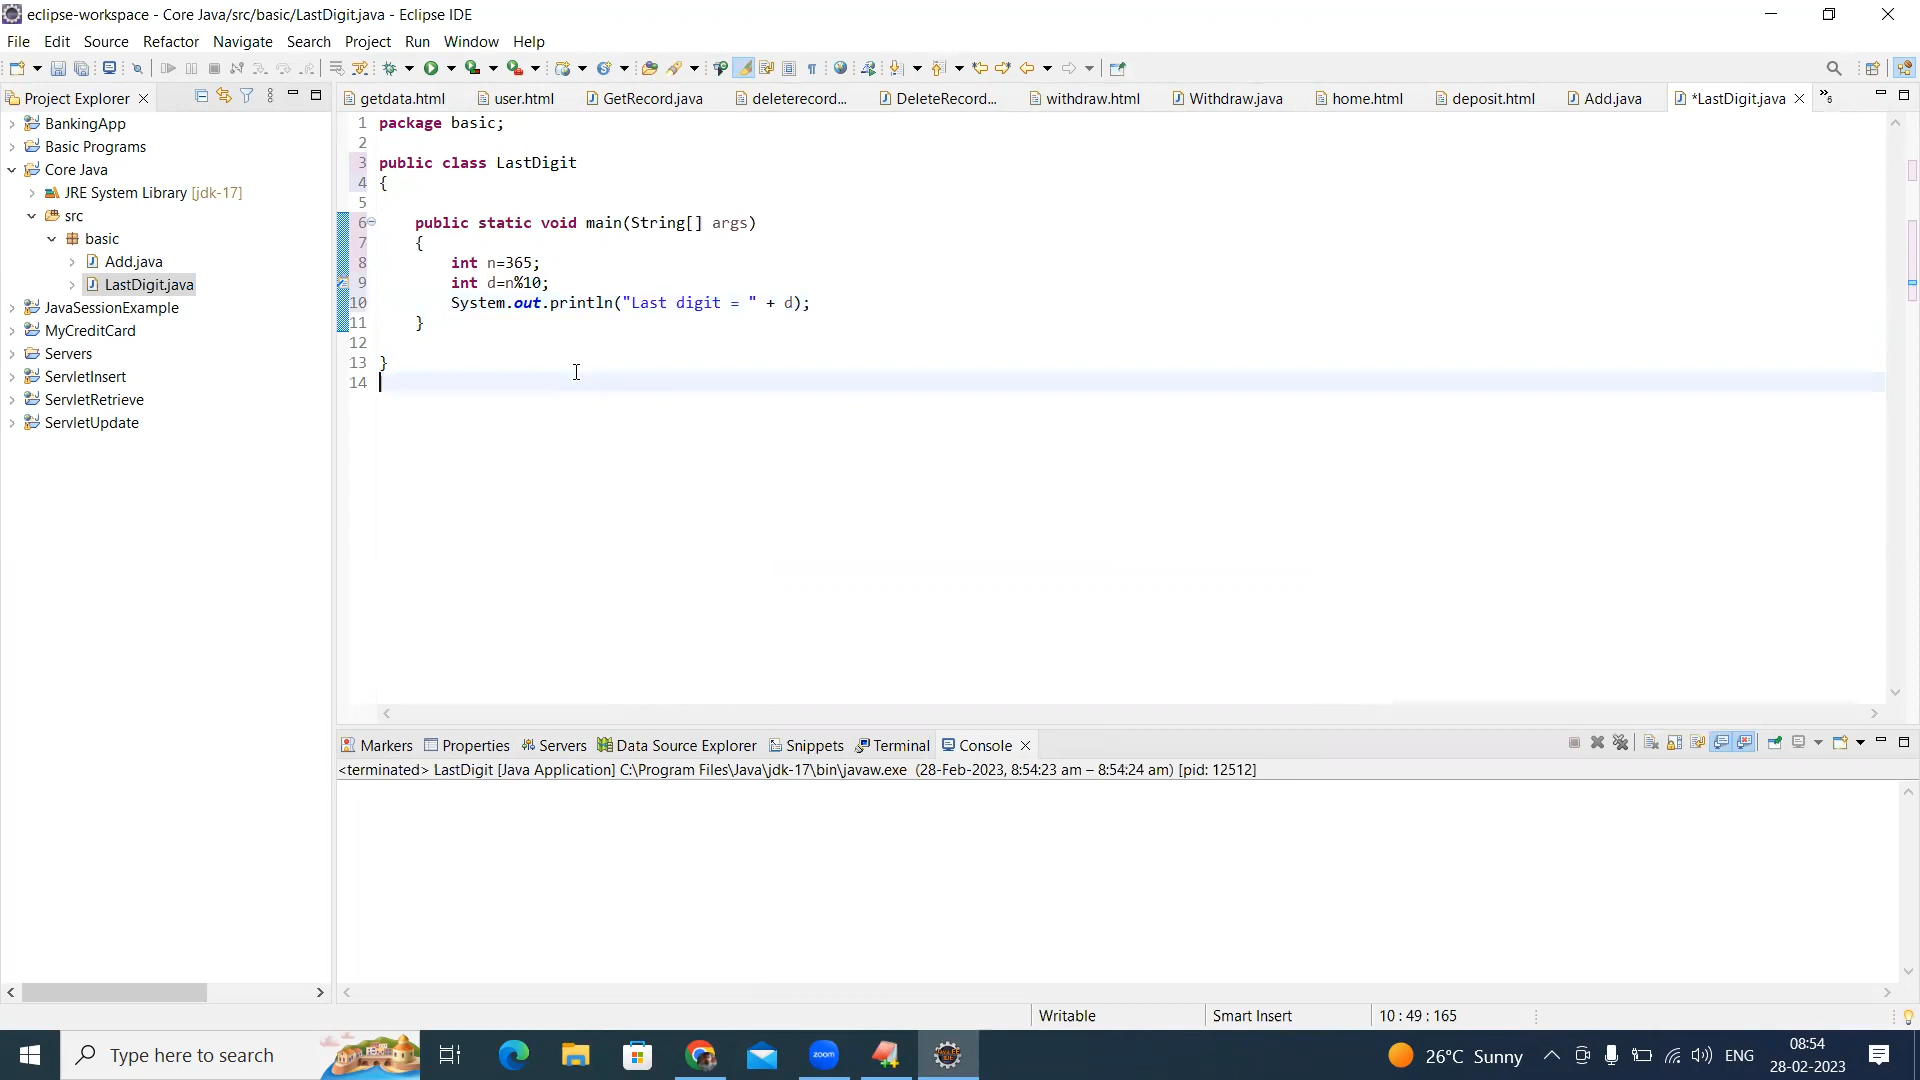 eclipse-workspace - Core Java/src/basic/LastDigit.java - Eclipse IDE
File Edit Source Refactor Navigate Search Project Run Window Help
Project Explorer
getdata.html user.html GetRecord.java deleterecord... DeleteRecord... withdraw.html Withdraw.java home.html deposit.html Add.java *LastDigit.java »6
BankingApp
Basic Programs
Core Java
JRE System Library [jdk-17]
src
basic
Add.java
LastDigit.java
JavaSessionExample
MyCreditCard
Servers
ServletInsert
ServletRetrieve
ServletUpdate
1 package basic;
2
3 public class LastDigit
4 {
5
6 public static void main(String[] args)
7 {
8 int n=365;
9 int d=n%10;
10 System.out.println("Last digit = " + d);
11 }
12
13 }
14
Markers Properties Servers Data Source Explorer Snippets Terminal Console
<terminated> LastDigit [Java Application] C:\Program Files\Java\jdk-17\bin\javaw.exe (28-Feb-2023, 8:54:23 am – 8:54:24 am) [pid: 12512]
Writable Smart Insert 10 : 49 : 165
Type here to search zoom 26°C Sunny ENG 08:54
28-02-2023